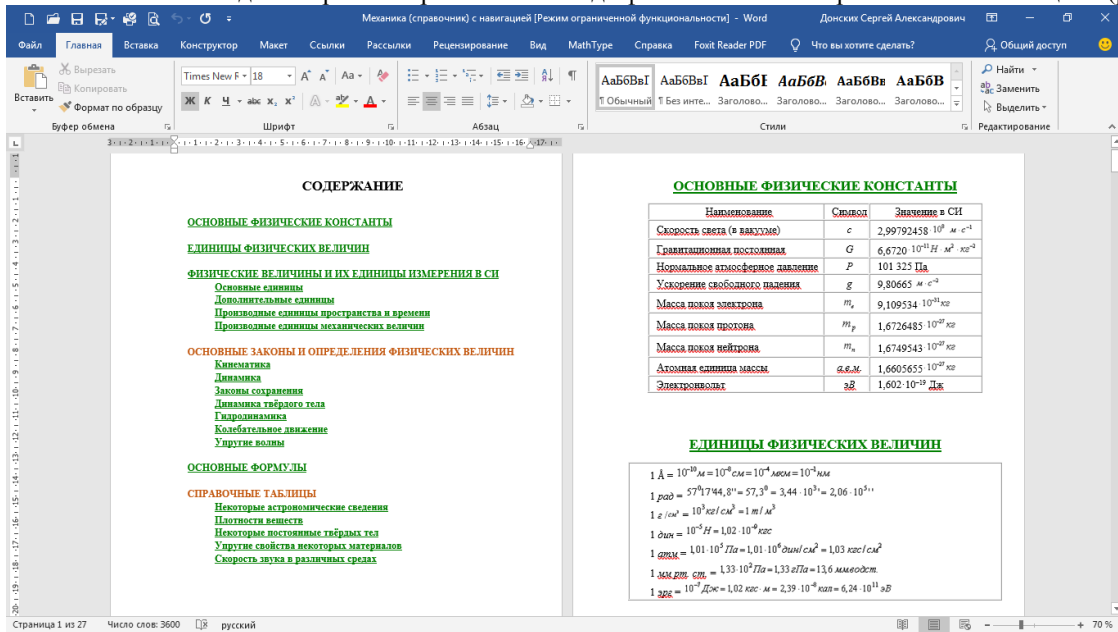 Механика (справочник) с навигацией [Режим ограниченной функциональности] - Word Донских Сергей Александрович
Файл Главная Вставка Конструктор Макет Ссылки Рассылки Рецензирование Вид MathType Справка Foxit Reader PDF Что вы хотите сделать? Общий доступ
Вставить
Вырезать
Копировать
Формат по образцу
Times New F 18
Ж К Ч
АаБбВвГ АаБбВвГ АаБбГ АаБбВ АаБбВв АаБбВ
¶ Обычный ¶ Без инте... Заголово... Заголово... Заголово... Заголово...
Найти
Заменить
Выделить
Буфер обмена Шрифт Абзац Стили Редактирование
СОДЕРЖАНИЕ
ОСНОВНЫЕ ФИЗИЧЕСКИЕ КОНСТАНТЫ
ЕДИНИЦЫ ФИЗИЧЕСКИХ ВЕЛИЧИН
ФИЗИЧЕСКИЕ ВЕЛИЧИНЫ И ИХ ЕДИНИЦЫ ИЗМЕРЕНИЯ В СИ
Основные единицы
Дополнительные единицы
Производные единицы пространства и времени
Производные единицы механических величин
ОСНОВНЫЕ ЗАКОНЫ И ОПРЕДЕЛЕНИЯ ФИЗИЧЕСКИХ ВЕЛИЧИН
Кинематика
Динамика
Законы сохранения
Динамика твёрдого тела
Гидродинамика
Колебательное движение
Упругие волны
ОСНОВНЫЕ ФОРМУЛЫ
СПРАВОЧНЫЕ ТАБЛИЦЫ
Некоторые астрономические сведения
Плотности веществ
Некоторые постоянные твёрдых тел
Упругие свойства некоторых материалов
Скорость звука в различных средах
ОСНОВНЫЕ ФИЗИЧЕСКИЕ КОНСТАНТЫ
Наименование Символ Значение в СИ
Скорость света (в вакууме) c 2,99792458·10⁸ м·с⁻¹
Гравитационная постоянная G 6,6720·10⁻¹¹ Н·м²·кг⁻²
Нормальное атмосферное давление P 101 325 Па
Ускорение свободного падения g 9,80665 м·с⁻²
Масса покоя электрона mₑ 9,109534·10⁻³¹ кг
Масса покоя протона mₚ 1,6726485·10⁻²⁷ кг
Масса покоя нейтрона mₙ 1,6749543·10⁻²⁷ кг
Атомная единица массы а.е.м. 1,6605655·10⁻²⁷ кг
Электронвольт эВ 1,602·10⁻¹⁹ Дж
ЕДИНИЦЫ ФИЗИЧЕСКИХ ВЕЛИЧИН
1 Å = 10⁻¹⁰ м = 10⁻⁸ см = 10⁻⁴ мкм = 10⁻¹ нм
1 рад = 57⁰17'44,8'' = 57,3⁰ = 3,44·10³' = 2,06·10⁵''
1 г/см³ = 10³ кг/см³ = 1 т/м³
1 дин = 10⁻⁵ Н = 1,02·10⁻⁶ кгс
1 атм = 1,01·10⁵ Па = 1,01·10⁶ дин/см² = 1,03 кгс/см²
1 мм рт. ст. = 1,33·10² Па = 1,33 гПа = 13,6 мм вод ст.
1 эрг = 10⁻⁷ Дж = 1,02 кгс·м = 2,39·10⁻⁸ кал = 6,24·10¹¹ эВ
Страница 1 из 27 Число слов: 3600 русский 70 %